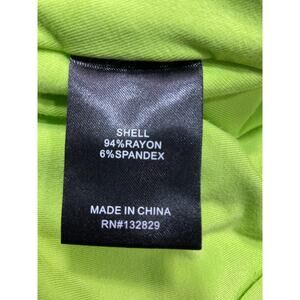 SHELL
94%RAYON
6%SPANDEX
MADE IN CHINA
RN#132829